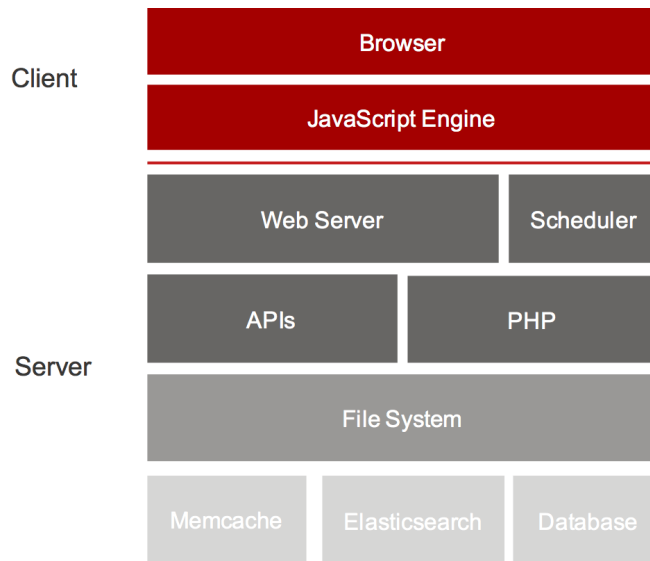 Client
Browser
JavaScript Engine
Server
Web Server
Scheduler
APIs
PHP
File System
Memcache
Elasticsearch
Database